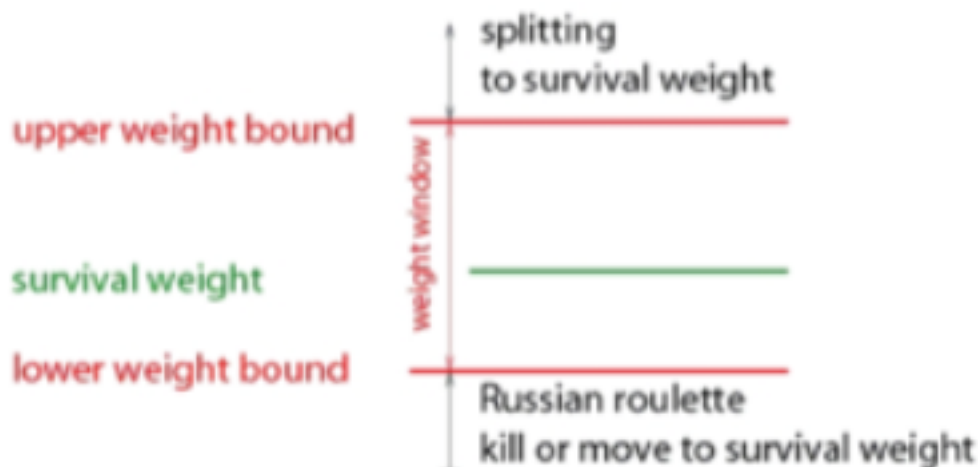 splitting
to survival weight
upper weight bound
weight window
survival weight
lower weight bound
Russian roulette
kill or move to survival weight